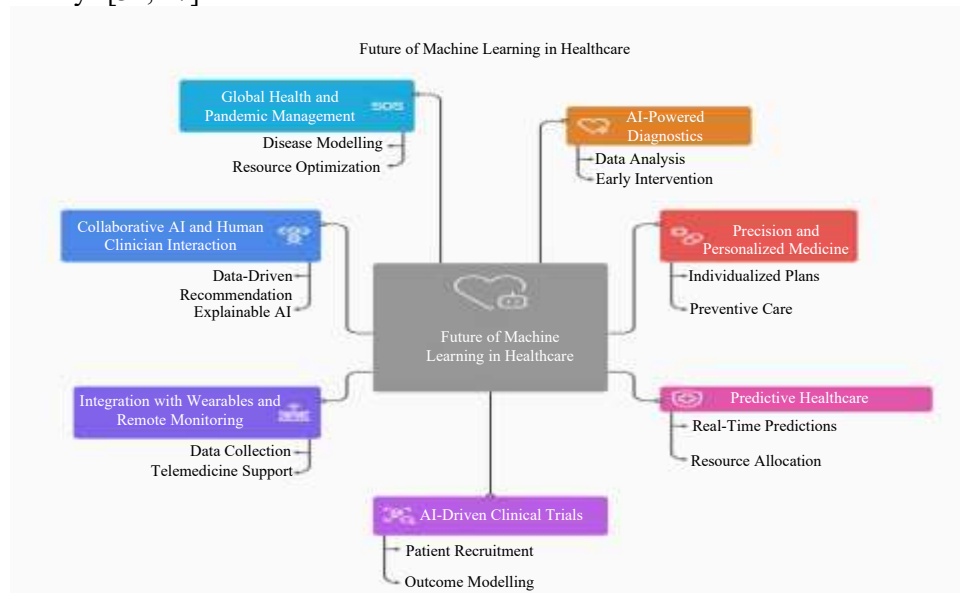 Future of Machine Learning in Healthcare
Global Health and
Pandemic Management
SOS
Disease Modelling
Resource Optimization
AI-Powered
Diagnostics
Data Analysis
Early Intervention
Collaborative AI and Human
Clinician Interaction
Data-Driven
Recommendation
Explainable AI
Precision and
Personalized Medicine
Individualized Plans
Preventive Care
Future of Machine
Learning in Healthcare
Integration with Wearables and
Remote Monitoring
Data Collection
Telemedicine Support
Predictive Healthcare
Real-Time Predictions
Resource Allocation
AI-Driven Clinical Trials
Patient Recruitment
Outcome Modelling